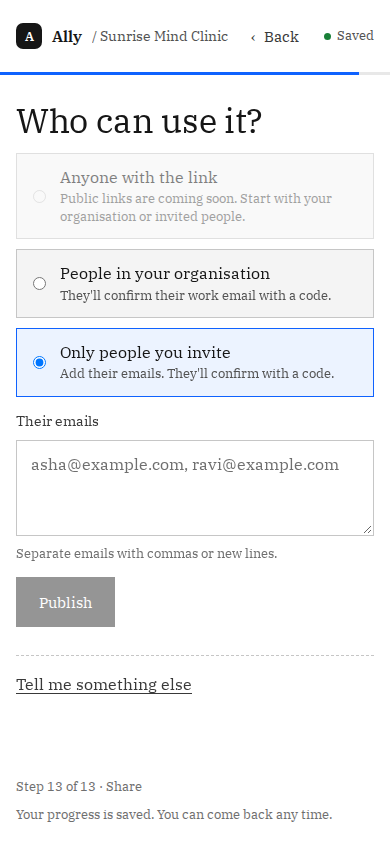 A Ally / Sunrise Mind Clinic ‹ Back Saved
Who can use it?
Anyone with the link
Public links are coming soon. Start with your
organisation or invited people.
People in your organisation
They'll confirm their work email with a code.
Only people you invite
Add their emails. They'll confirm with a code.
Their emails
asha@example.com, ravi@example.com
Separate emails with commas or new lines.
Publish
Tell me something else
Step 13 of 13 · Share
Your progress is saved. You can come back any time.